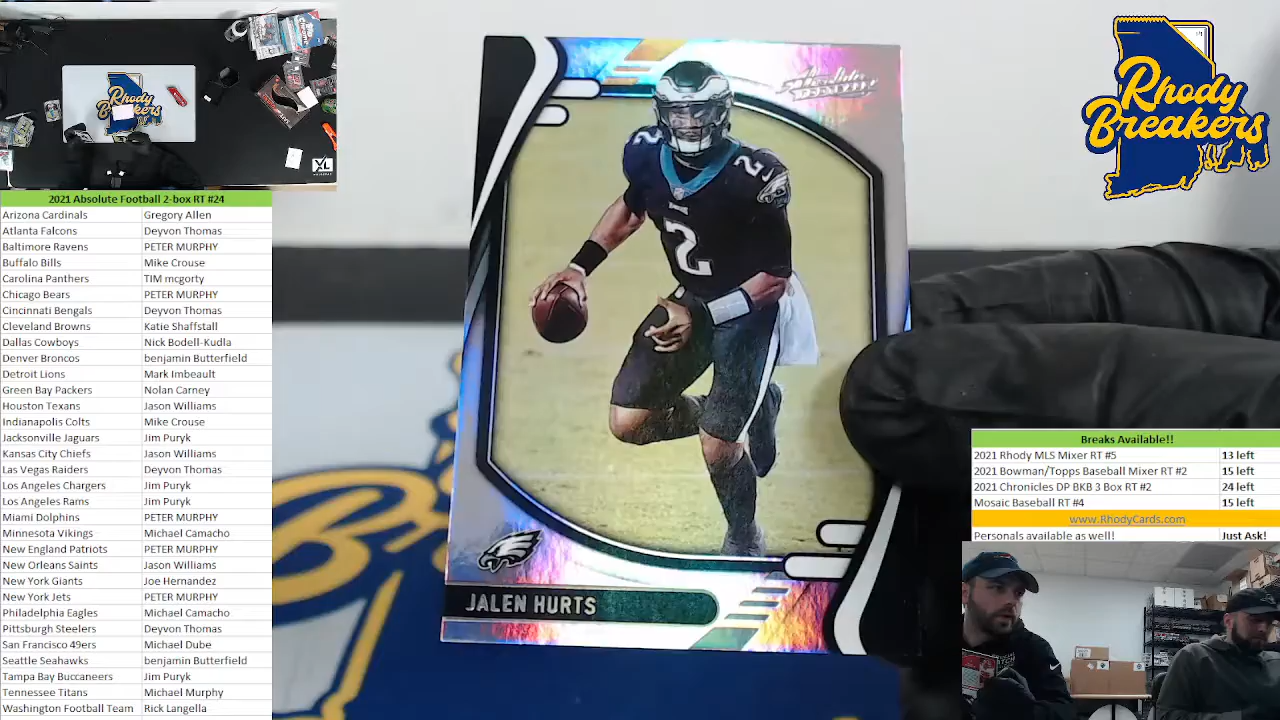 Rhody
Breakers
XL
2021 Absolute Football 2-box RT #24
Arizona Cardinals Gregory Allen
Atlanta Falcons Deyvon Thomas
Baltimore Ravens PETER MURPHY
Buffalo Bills Mike Crouse
Carolina Panthers TIM mcgorty
Chicago Bears PETER MURPHY
Cincinnati Bengals Deyvon Thomas
Cleveland Browns Katie Shaffstall
Dallas Cowboys Nick Bodell-Kudla
Denver Broncos benjamin Butterfield
Detroit Lions Mark Imbeault
Green Bay Packers Nolan Carney
Houston Texans Jason Williams
Indianapolis Colts Mike Crouse
Jacksonville Jaguars Jim Puryk
Kansas City Chiefs Jason Williams
Las Vegas Raiders Deyvon Thomas
Los Angeles Chargers Jim Puryk
Los Angeles Rams Jim Puryk
Miami Dolphins PETER MURPHY
Minnesota Vikings Michael Camacho
New England Patriots PETER MURPHY
New Orleans Saints Jason Williams
New York Giants Joe Hernandez
New York Jets PETER MURPHY
Philadelphia Eagles Michael Camacho
Pittsburgh Steelers Deyvon Thomas
San Francisco 49ers Michael Dube
Seattle Seahawks benjamin Butterfield
Tampa Bay Buccaneers Jim Puryk
Tennessee Titans Michael Murphy
Washington Football Team Rick Langella
Absolute
2
2
2
JALEN HURTS
Rhody
Breakers
Breaks Available!!
2021 Rhody MLS Mixer RT #5 13 left
2021 Bowman/Topps Baseball Mixer RT #2 15 left
2021 Chronicles DP BKB 3 Box RT #2 24 left
Mosaic Baseball RT #4 15 left
www.RhodyCards.com
Personals available as well! Just Ask!